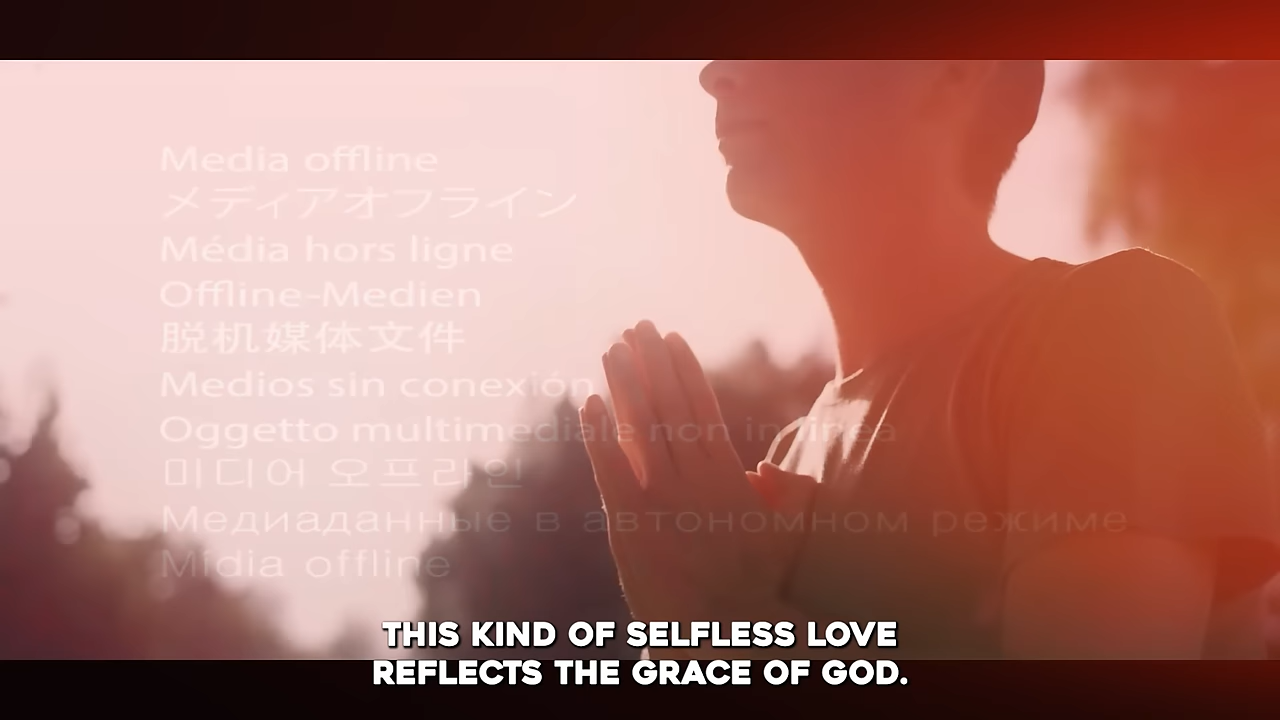 Media offline
メディアオフライン
Média hors ligne
Offline-Medien
脱机媒体文件
Medios sin conexión
Oggetto multimediale non in linea
미디어 오프라인
Медиаданные в автономном режиме
Mídia offline
THIS KIND OF SELFLESS LOVE
REFLECTS THE GRACE OF GOD.